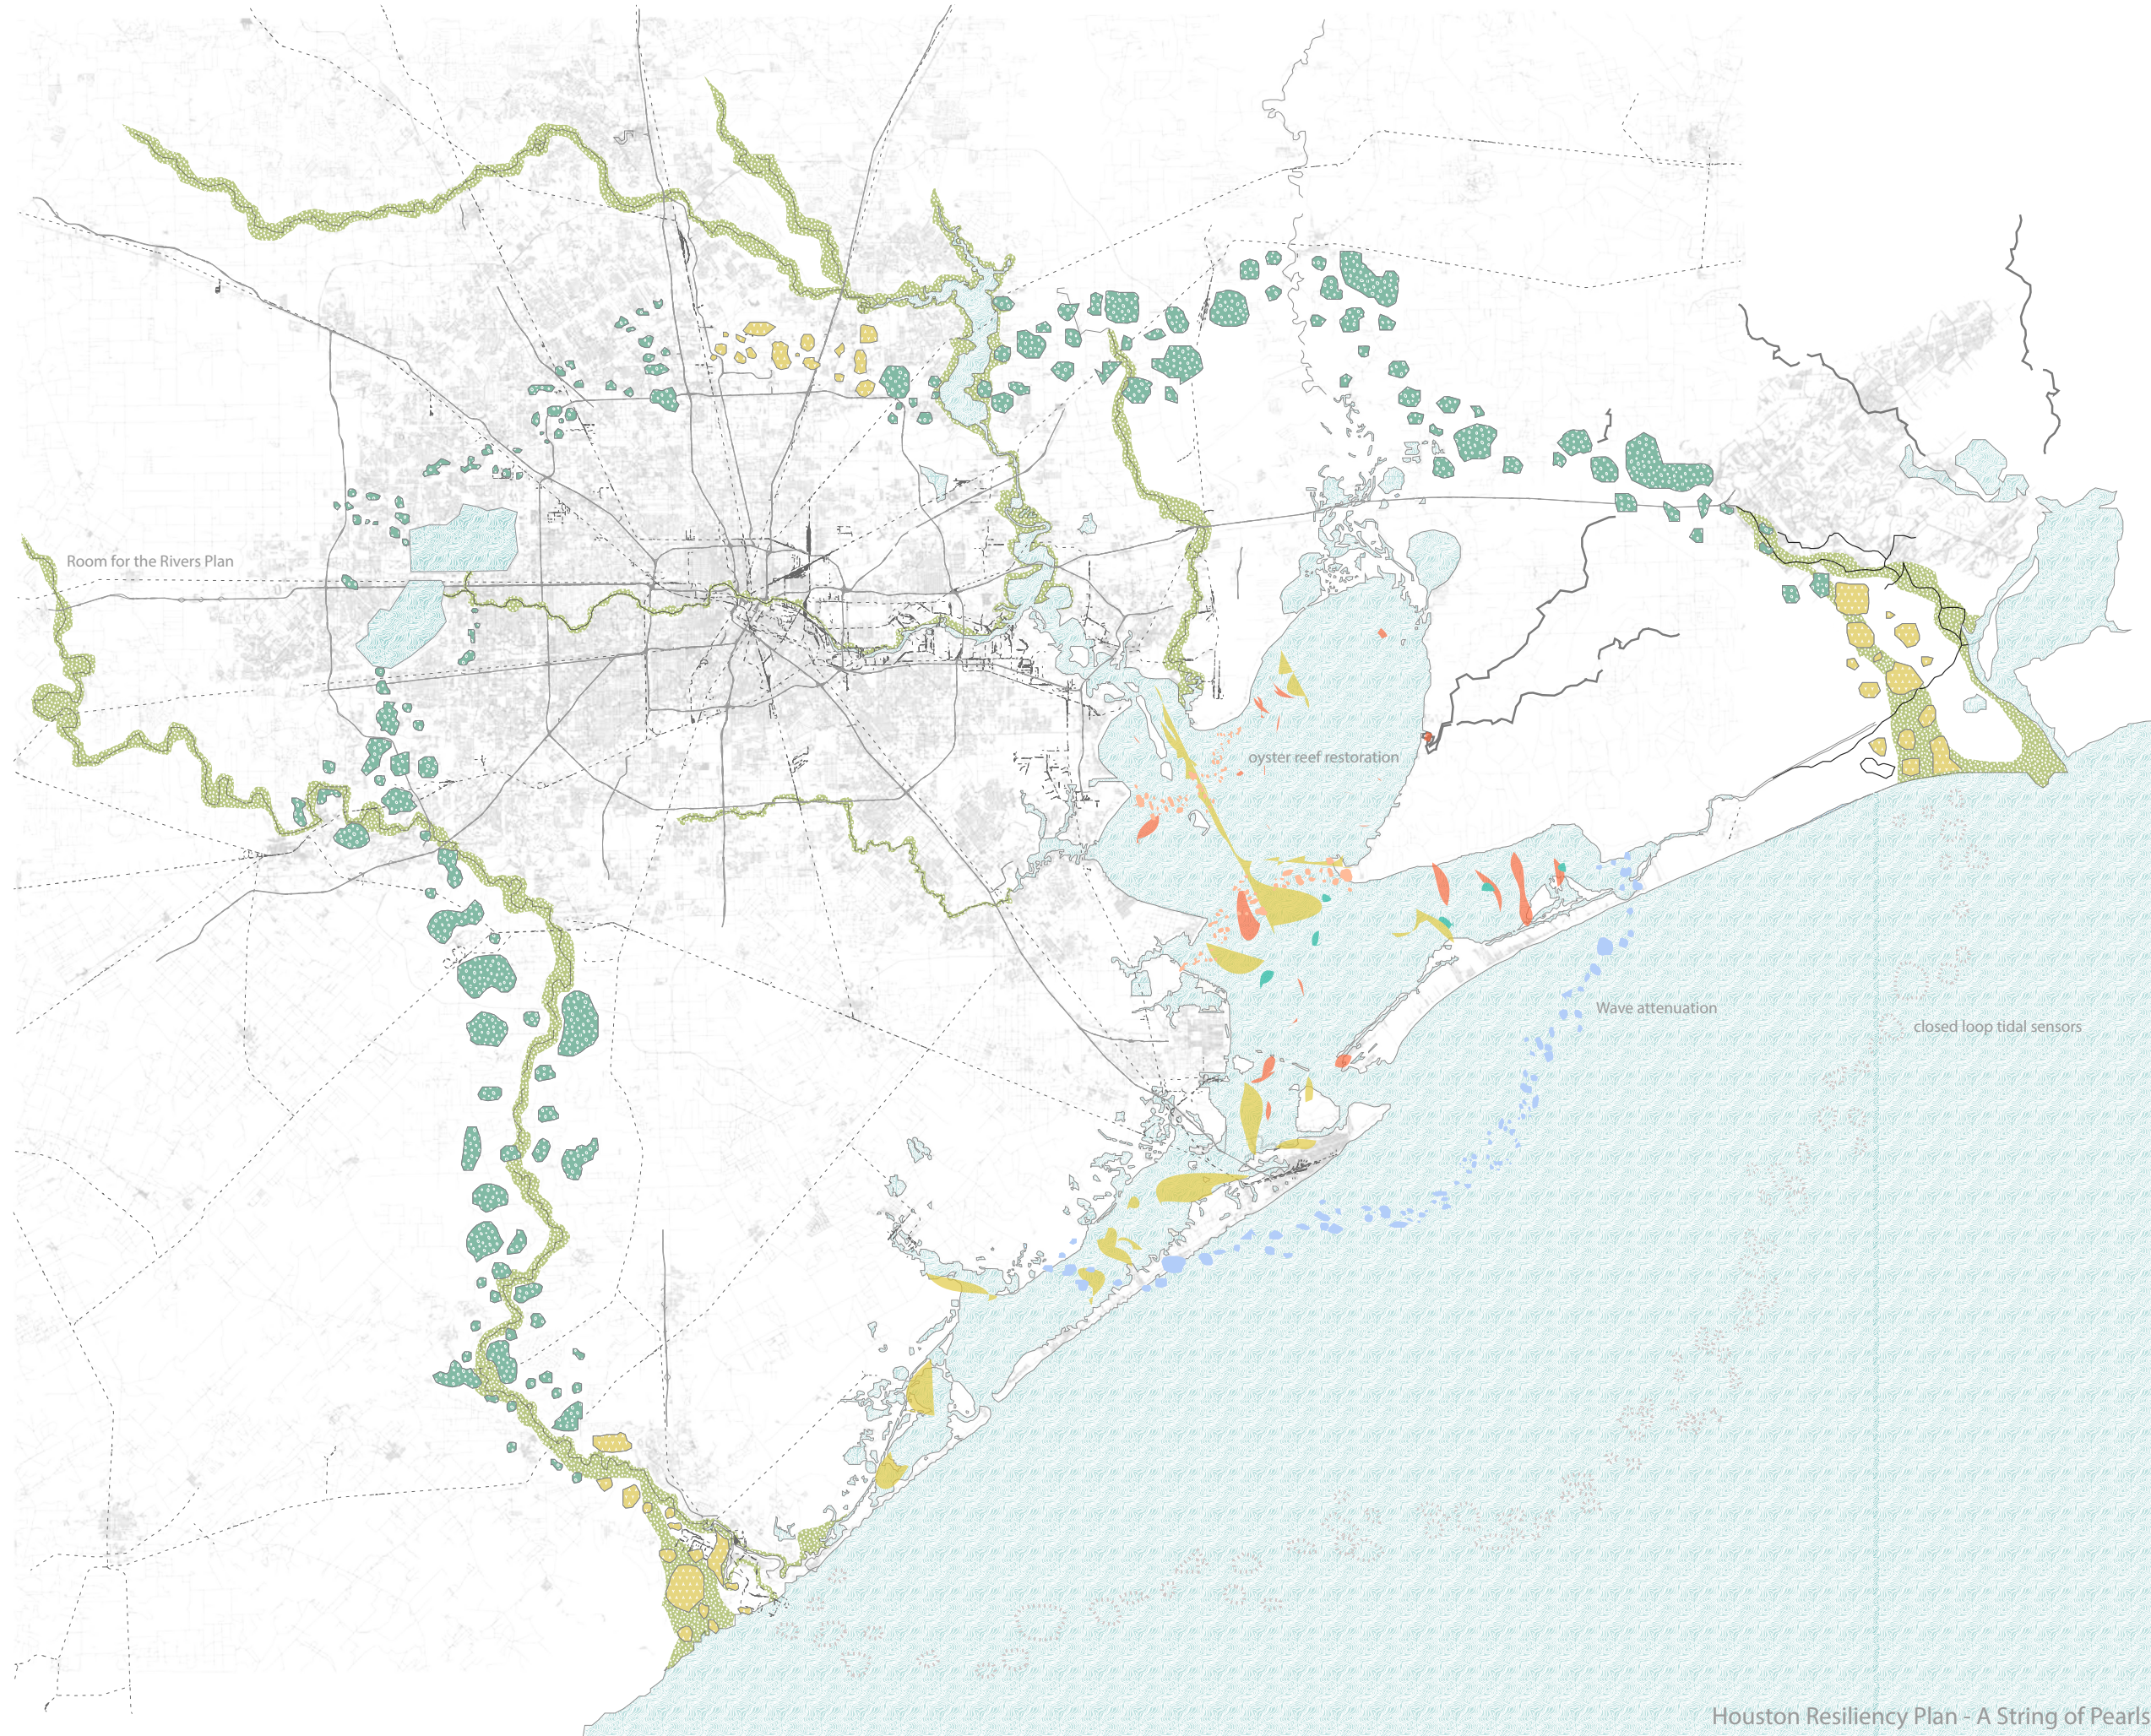 Room for the Rivers Plan
oyster reef restoration
Wave attenuation
closed loop tidal sensors
Houston Resiliency Plan - A String of Pearls